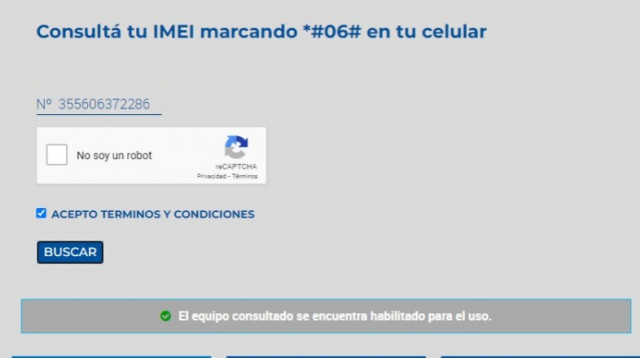 Consultá tu IMEI marcando *#06# en tu celular
Nº 355606372286
No soy un robot
reCAPTCHA
Privacidad - Términos
ACEPTO TERMINOS Y CONDICIONES
BUSCAR
El equipo consultado se encuentra habilitado para el uso.